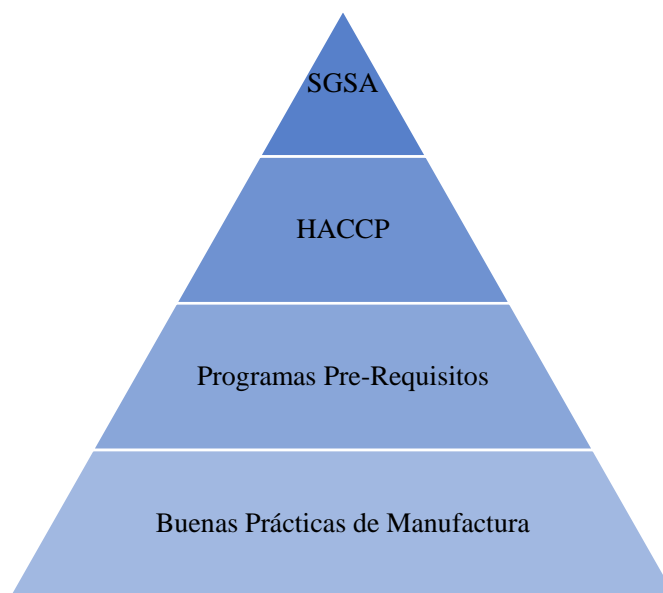 SGSA
HACCP
Programas Pre-Requisitos
Buenas Prácticas de Manufactura